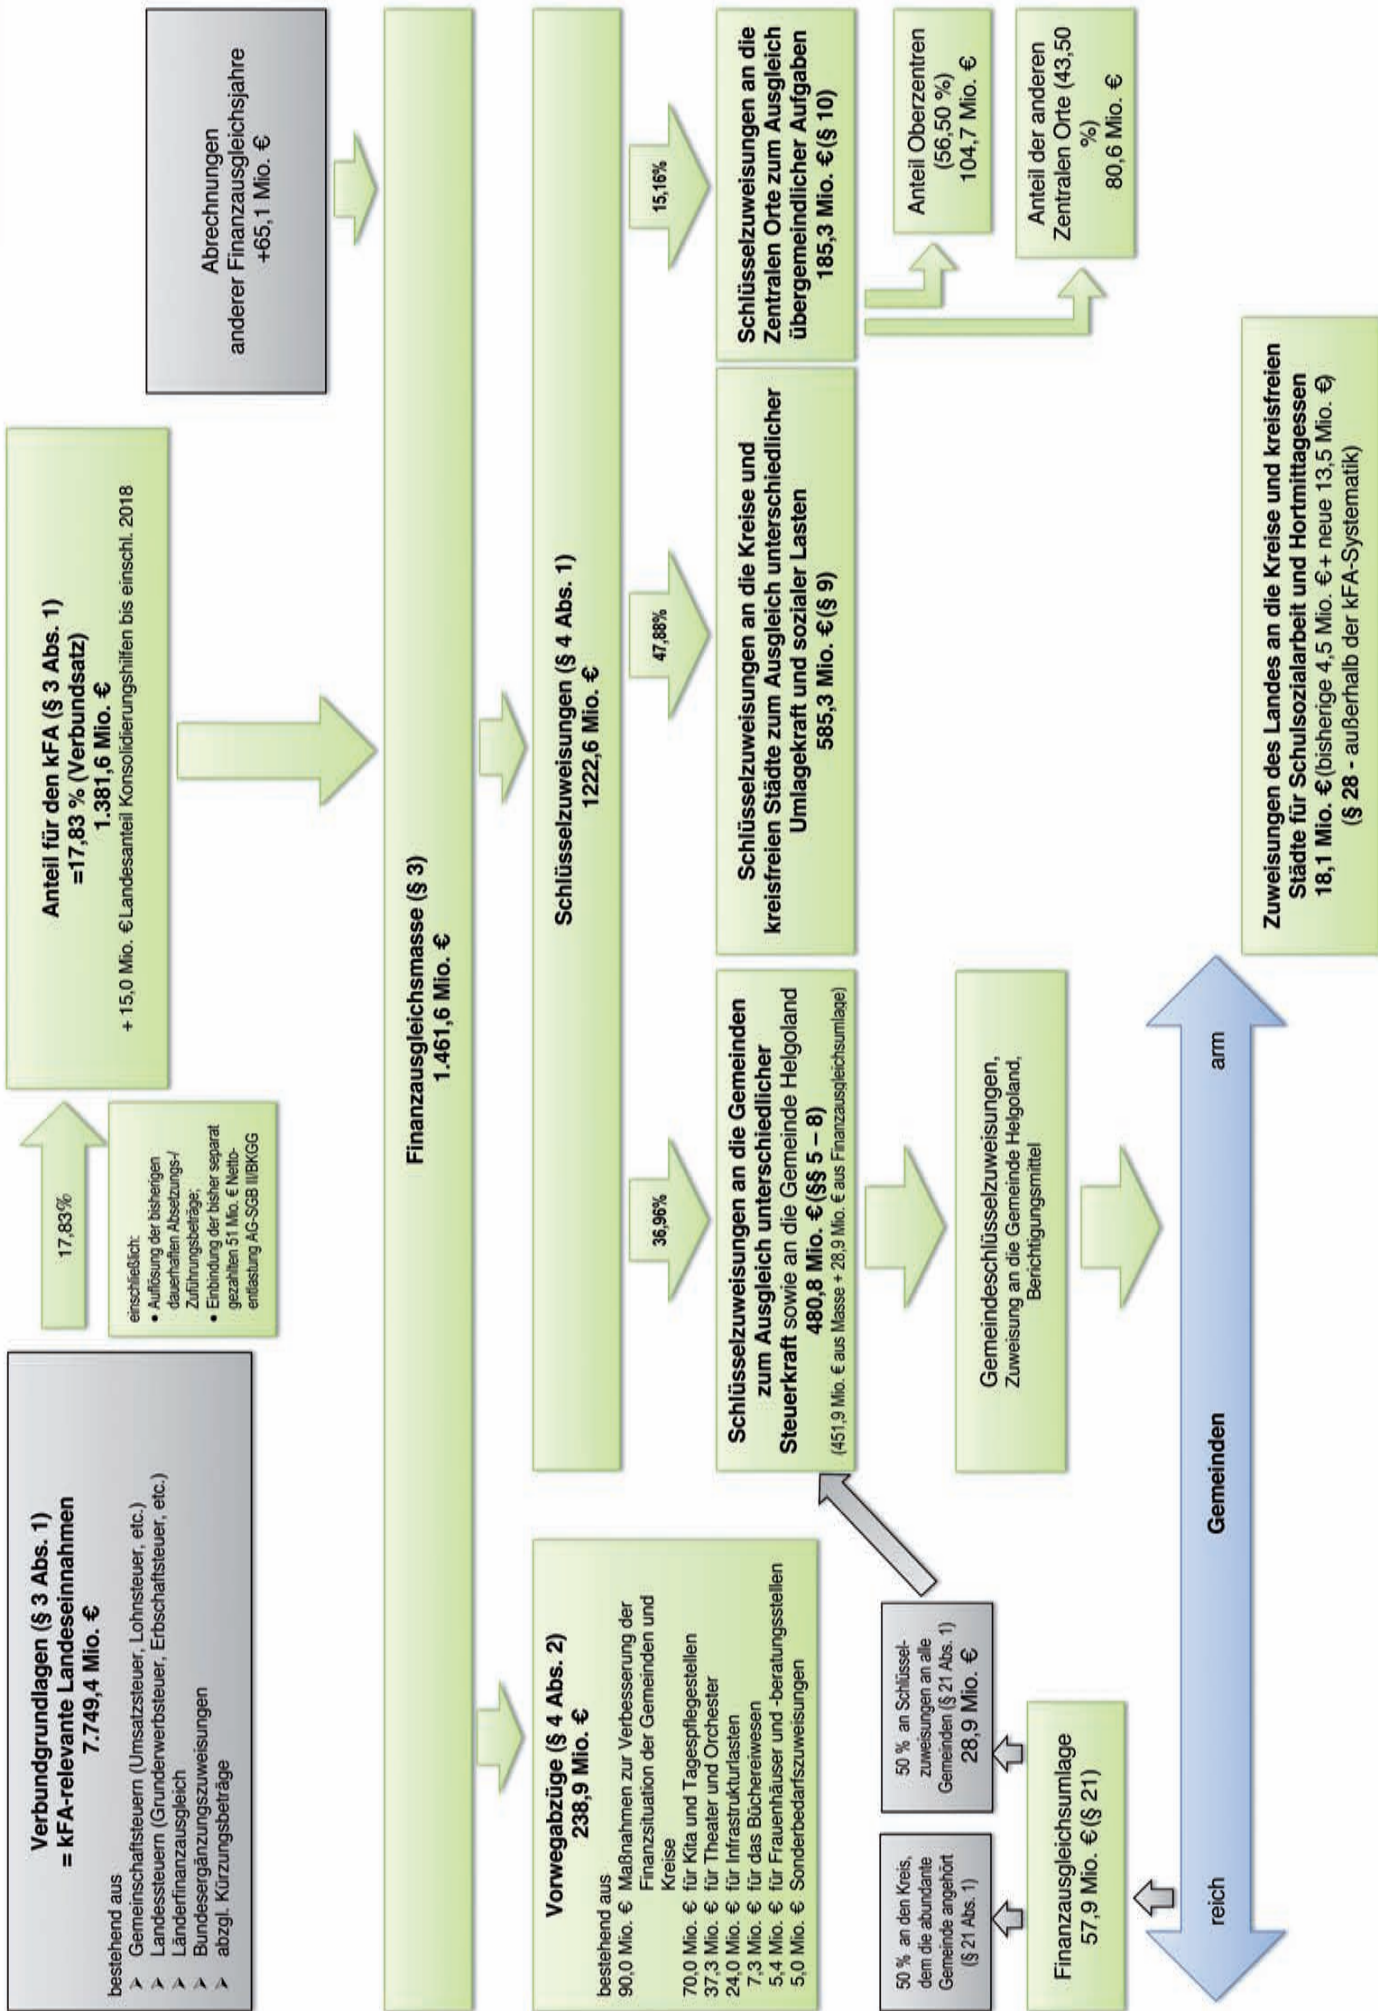 Verbundgrundlagen (§ 3 Abs. 1)
= kFA-relevante Landeseinnahmen
7.749,4 Mio. €
bestehend aus
➢ Gemeinschaftsteuern (Umsatzsteuer, Lohnsteuer, etc.)
➢ Landessteuern (Grunderwerbsteuer, Erbschaftsteuer, etc.)
➢ Länderfinanzausgleich
➢ Bundesergänzungszuweisungen
➢ abzgl. Kürzungsbeträge
17,83%
einschließlich:
• Auflösung der bisherigen
dauerhaften Absetzungs-/
Zuführungsbeträge;
• Einbindung der bisher separat
gezahlten 51 Mio. € Netto-
entlastung AG-SGB II/BKGG
Anteil für den kFA (§ 3 Abs. 1)
=17,83 % (Verbundsatz)
1.381,6 Mio. €
+ 15,0 Mio. €Landesanteil Konsolidierungshilfen bis einschl. 2018
Abrechnungen
anderer Finanzausgleichsjahre
+65,1 Mio. €
Finanzausgleichsmasse (§ 3)
1.461,6 Mio. €
Vorwegabzüge (§ 4 Abs. 2)
238,9 Mio. €
bestehend aus
90,0 Mio. € Maßnahmen zur Verbesserung der
Finanzsituation der Gemeinden und
Kreise
70,0 Mio. € für Kita und Tagespflegestellen
37,3 Mio. € für Theater und Orchester
24,0 Mio. € für Infrastrukturlasten
7,3 Mio. € für das Büchereiwesen
5,4 Mio. € für Frauenhäuser und -beratungsstellen
5,0 Mio. € Sonderbedarfszuweisungen
Schlüsselzuweisungen (§ 4 Abs. 1)
1222,6 Mio. €
36,96%
47,88%
15,16%
Schlüsselzuweisungen an die Gemeinden
zum Ausgleich unterschiedlicher
Steuerkraft sowie an die Gemeinde Helgoland
480,8 Mio. €(§§ 5 – 8)
(451,9 Mio. € aus Masse + 28,9 Mio. € aus Finanzausgleichsumlage)
Schlüsselzuweisungen an die Kreise und
kreisfreien Städte zum Ausgleich unterschiedlicher
Umlagekraft und sozialer Lasten
585,3 Mio. €(§ 9)
Schlüsselzuweisungen an die
Zentralen Orte zum Ausgleich
übergemeindlicher Aufgaben
185,3 Mio. €(§ 10)
Anteil Oberzentren
(56,50 %)
104,7 Mio. €
Anteil der anderen
Zentralen Orte (43,50
%)
80,6 Mio. €
50 % an den Kreis,
dem die abundante
Gemeinde angehört
(§ 21 Abs. 1)
50 % an Schlüssel-
zuweisungen an alle
Gemeinden (§ 21 Abs. 1)
28,9 Mio. €
Gemeindeschlüsselzuweisungen,
Zuweisung an die Gemeinde Helgoland,
Berichtigungsmittel
Finanzausgleichsumlage
57,9 Mio. €(§ 21)
reich
Gemeinden
arm
Zuweisungen des Landes an die Kreise und kreisfreien
Städte für Schulsozialarbeit und Hortmittagessen
18,1 Mio. €(bisherige 4,5 Mio. €+ neue 13,5 Mio. €)
(§ 28 - außerhalb der kFA-Systematik)